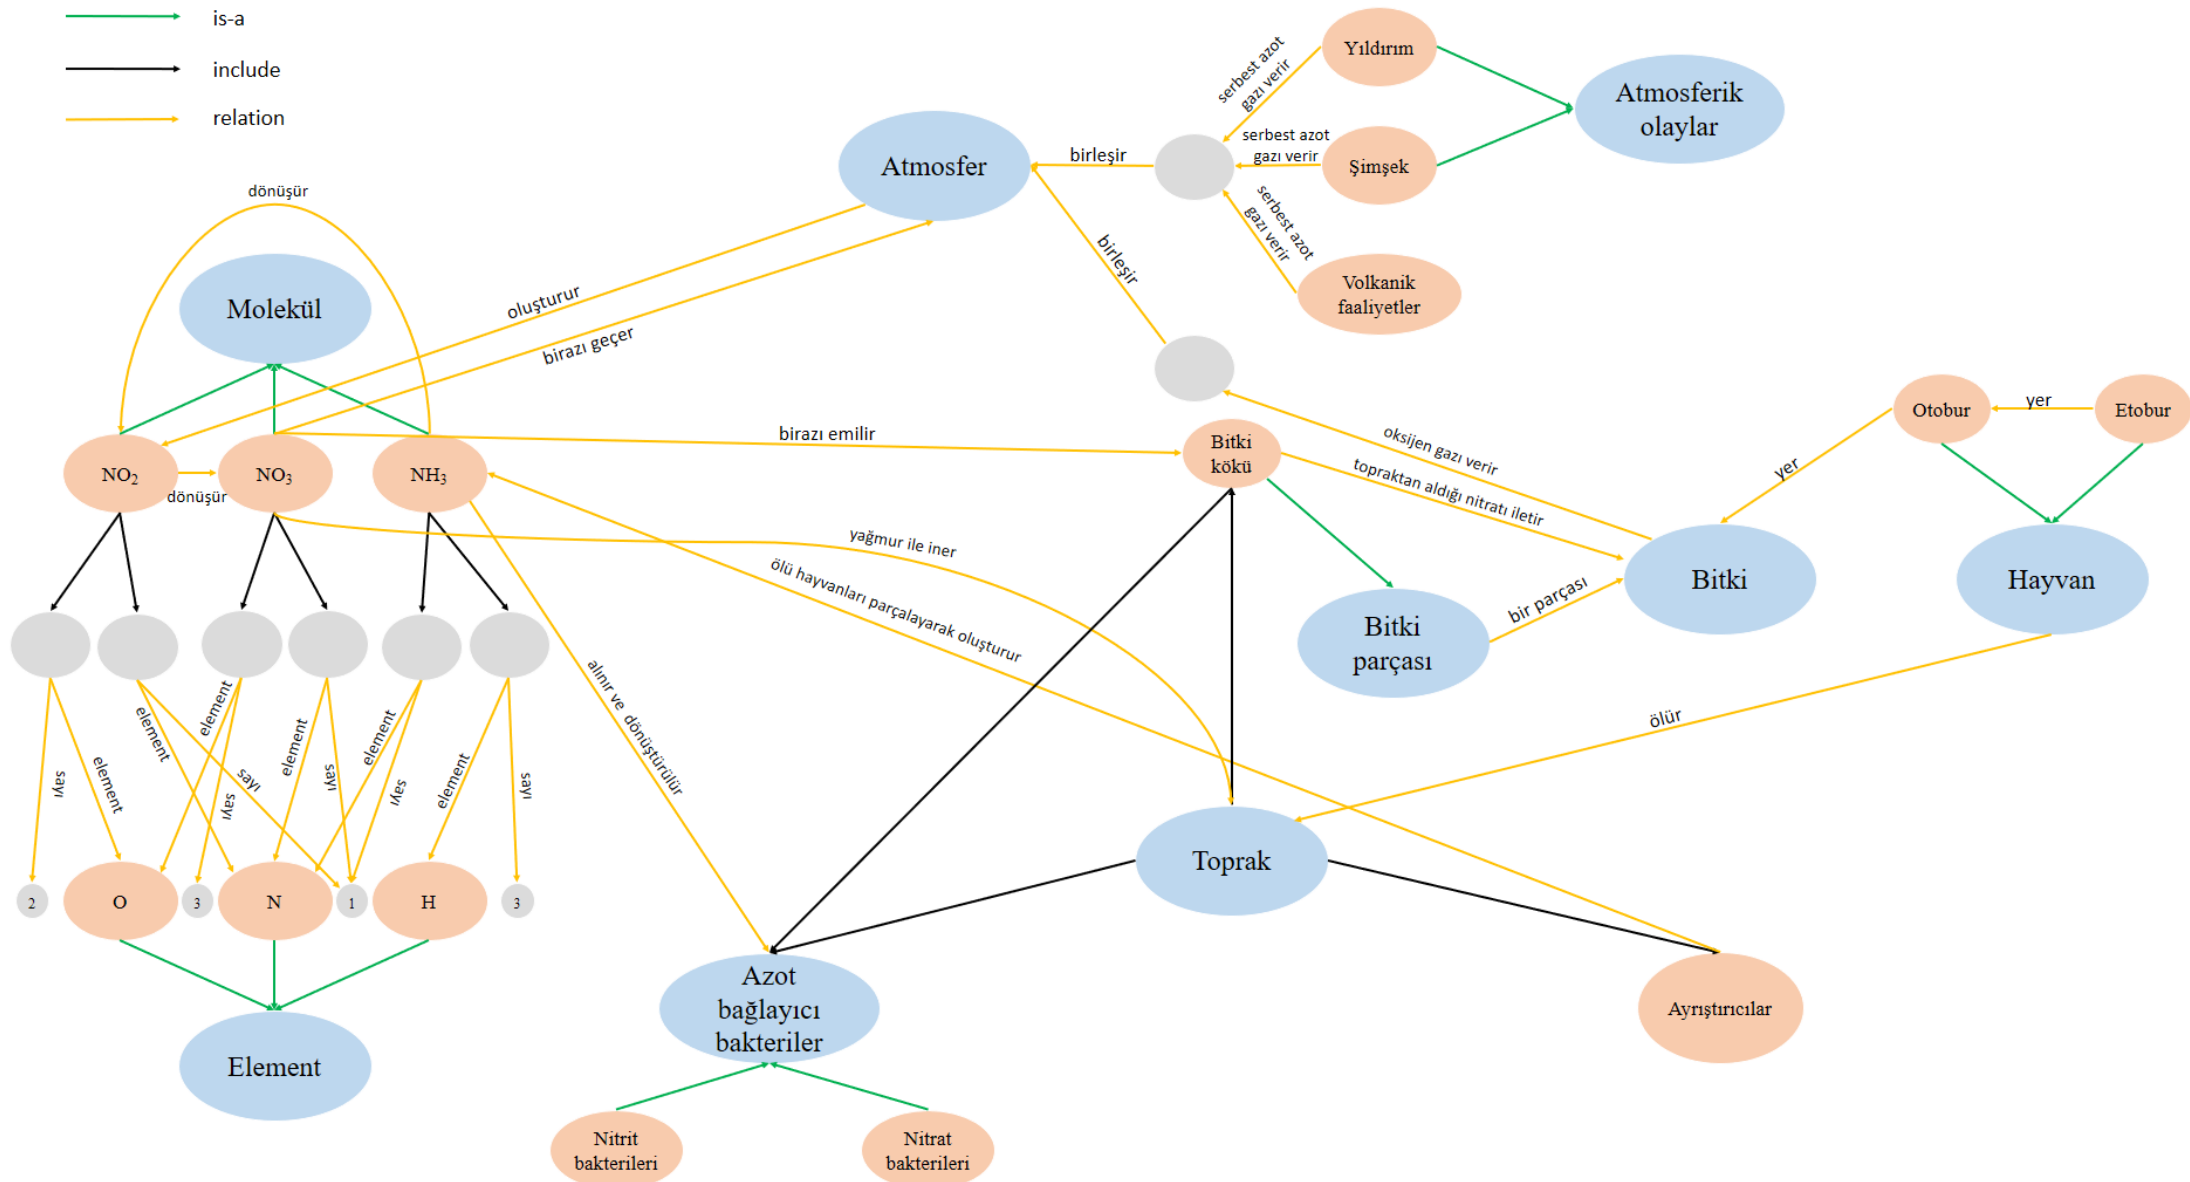 is-a
include
relation
Yıldırım
Atmosferik
olaylar
serbest azot
gazı verir
serbest azot
gazı verir
Şimşek
birleşir
Atmosfer
serbest azot
gazı verir
dönüşür
Volkanik
faaliyetler
birleşir
Molekül
oluşturur
birazı geçer
Otobur
yer
Etobur
birazı emilir
Bitki
kökü
oksijen gazı verir
yer
NO₂
dönüşür
NO₃
NH₃
topraktan aldığı nitratı iletir
yağmur ile iner
ölü hayvanları parçalayarak oluşturur
Bitki
Hayvan
bir parçası
Bitki
parçası
alınır ve dönüştürülür
ölür
sayı
element
element
sayı
element
sayı
element
sayı
element
sayı
element
sayı
Toprak
2
O
3
N
1
H
3
Azot
bağlayıcı
bakteriler
Ayrıştırıcılar
Element
Nitrit
bakterileri
Nitrat
bakterileri